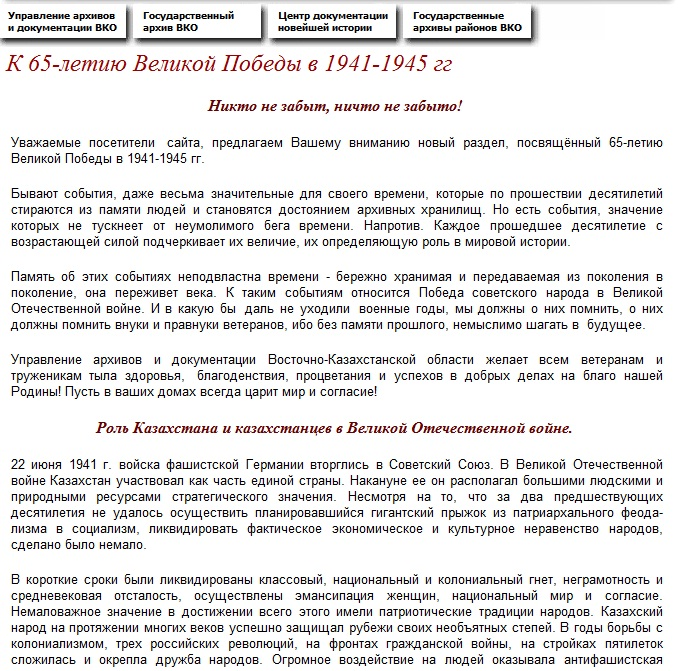 Управление архивов
и документации ВКО
Государственный
архив ВКО
Центр документации
новейшей истории
Государственные
архивы районов ВКО
К 65-летию Великой Победы в 1941-1945 гг
Никто не забыт, ничто не забыто!
Уважаемые посетители сайта, предлагаем Вашему вниманию новый раздел, посвящённый 65-летию
Великой Победы в 1941-1945 гг.
Бывают события, даже весьма значительные для своего времени, которые по прошествии десятилетий
стираются из памяти людей и становятся достоянием архивных хранилищ. Но есть события, значение
которых не тускнеет от неумолимого бега времени. Напротив. Каждое прошедшее десятилетие с
возрастающей силой подчеркивает их величие, их определяющую роль в мировой истории.
Память об этих событиях неподвластна времени - бережно хранимая и передаваемая из поколения в
поколение, она переживет века. К таким событиям относится Победа советского народа в Великой
Отечественной войне. И в какую бы даль не уходили военные годы, мы должны о них помнить, о них
должны помнить внуки и правнуки ветеранов, ибо без памяти прошлого, немыслимо шагать в будущее.
Управление архивов и документации Восточно-Казахстанской области желает всем ветеранам и
труженикам тыла здоровья, благоденствия, процветания и успехов в добрых делах на благо нашей
Родины! Пусть в ваших домах всегда царит мир и согласие!
Роль Казахстана и казахстанцев в Великой Отечественной войне.
22 июня 1941 г. войска фашистской Германии вторглись в Советский Союз. В Великой Отечественной
войне Казахстан участвовал как часть единой страны. Накануне ее он располагал большими людскими и
природными ресурсами стратегического значения. Несмотря на то, что за два предшествующих
десятилетия не удалось осуществить планировавшийся гигантский прыжок из патриархального феода-
лизма в социализм, ликвидировать фактическое экономическое и культурное неравенство народов,
сделано было немало.
В короткие сроки были ликвидированы классовый, национальный и колониальный гнет, неграмотность и
средневековая отсталость, осуществлены эмансипация женщин, национальный мир и согласие.
Немаловажное значение в достижении всего этого имели патриотические традиции народов. Казахский
народ на протяжении многих веков успешно защищал рубежи своих необъятных степей. В годы борьбы с
колониализмом, трех российских революций, на фронтах гражданской войны, на стройках пятилеток
сложилась и окрепла дружба народов. Огромное воздействие на людей оказывала антифашистская